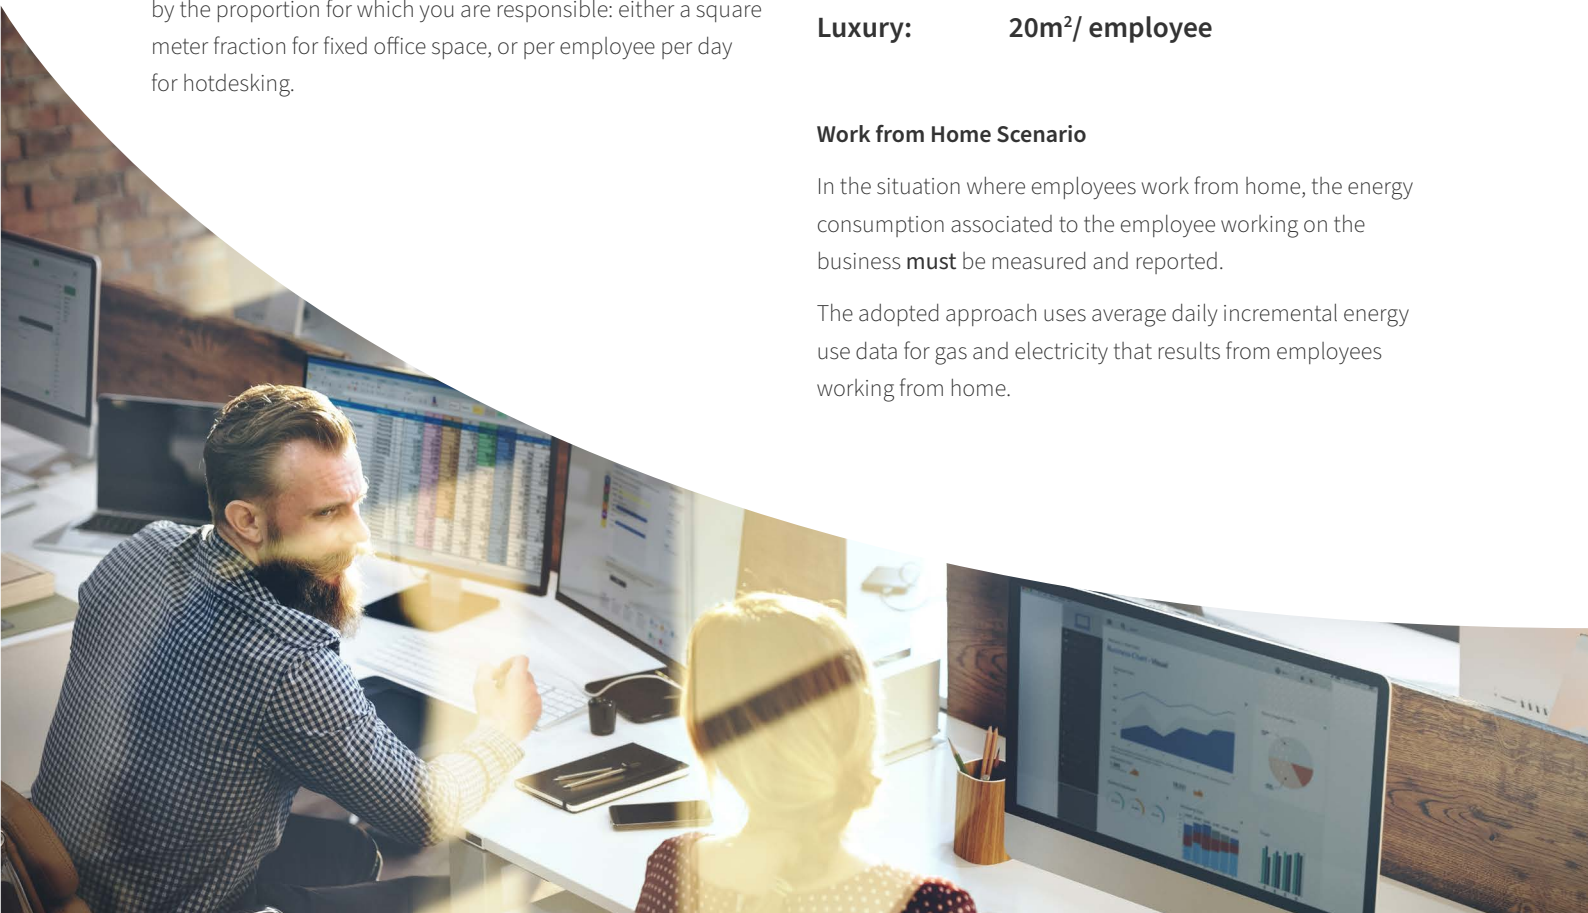 by the proportion for which you are responsible: either a square
meter fraction for fixed office space, or per employee per day
for hotdesking.
Luxury: 20m²/ employee
Work from Home Scenario
In the situation where employees work from home, the energy
consumption associated to the employee working on the
business must be measured and reported.
The adopted approach uses average daily incremental energy
use data for gas and electricity that results from employees
working from home.